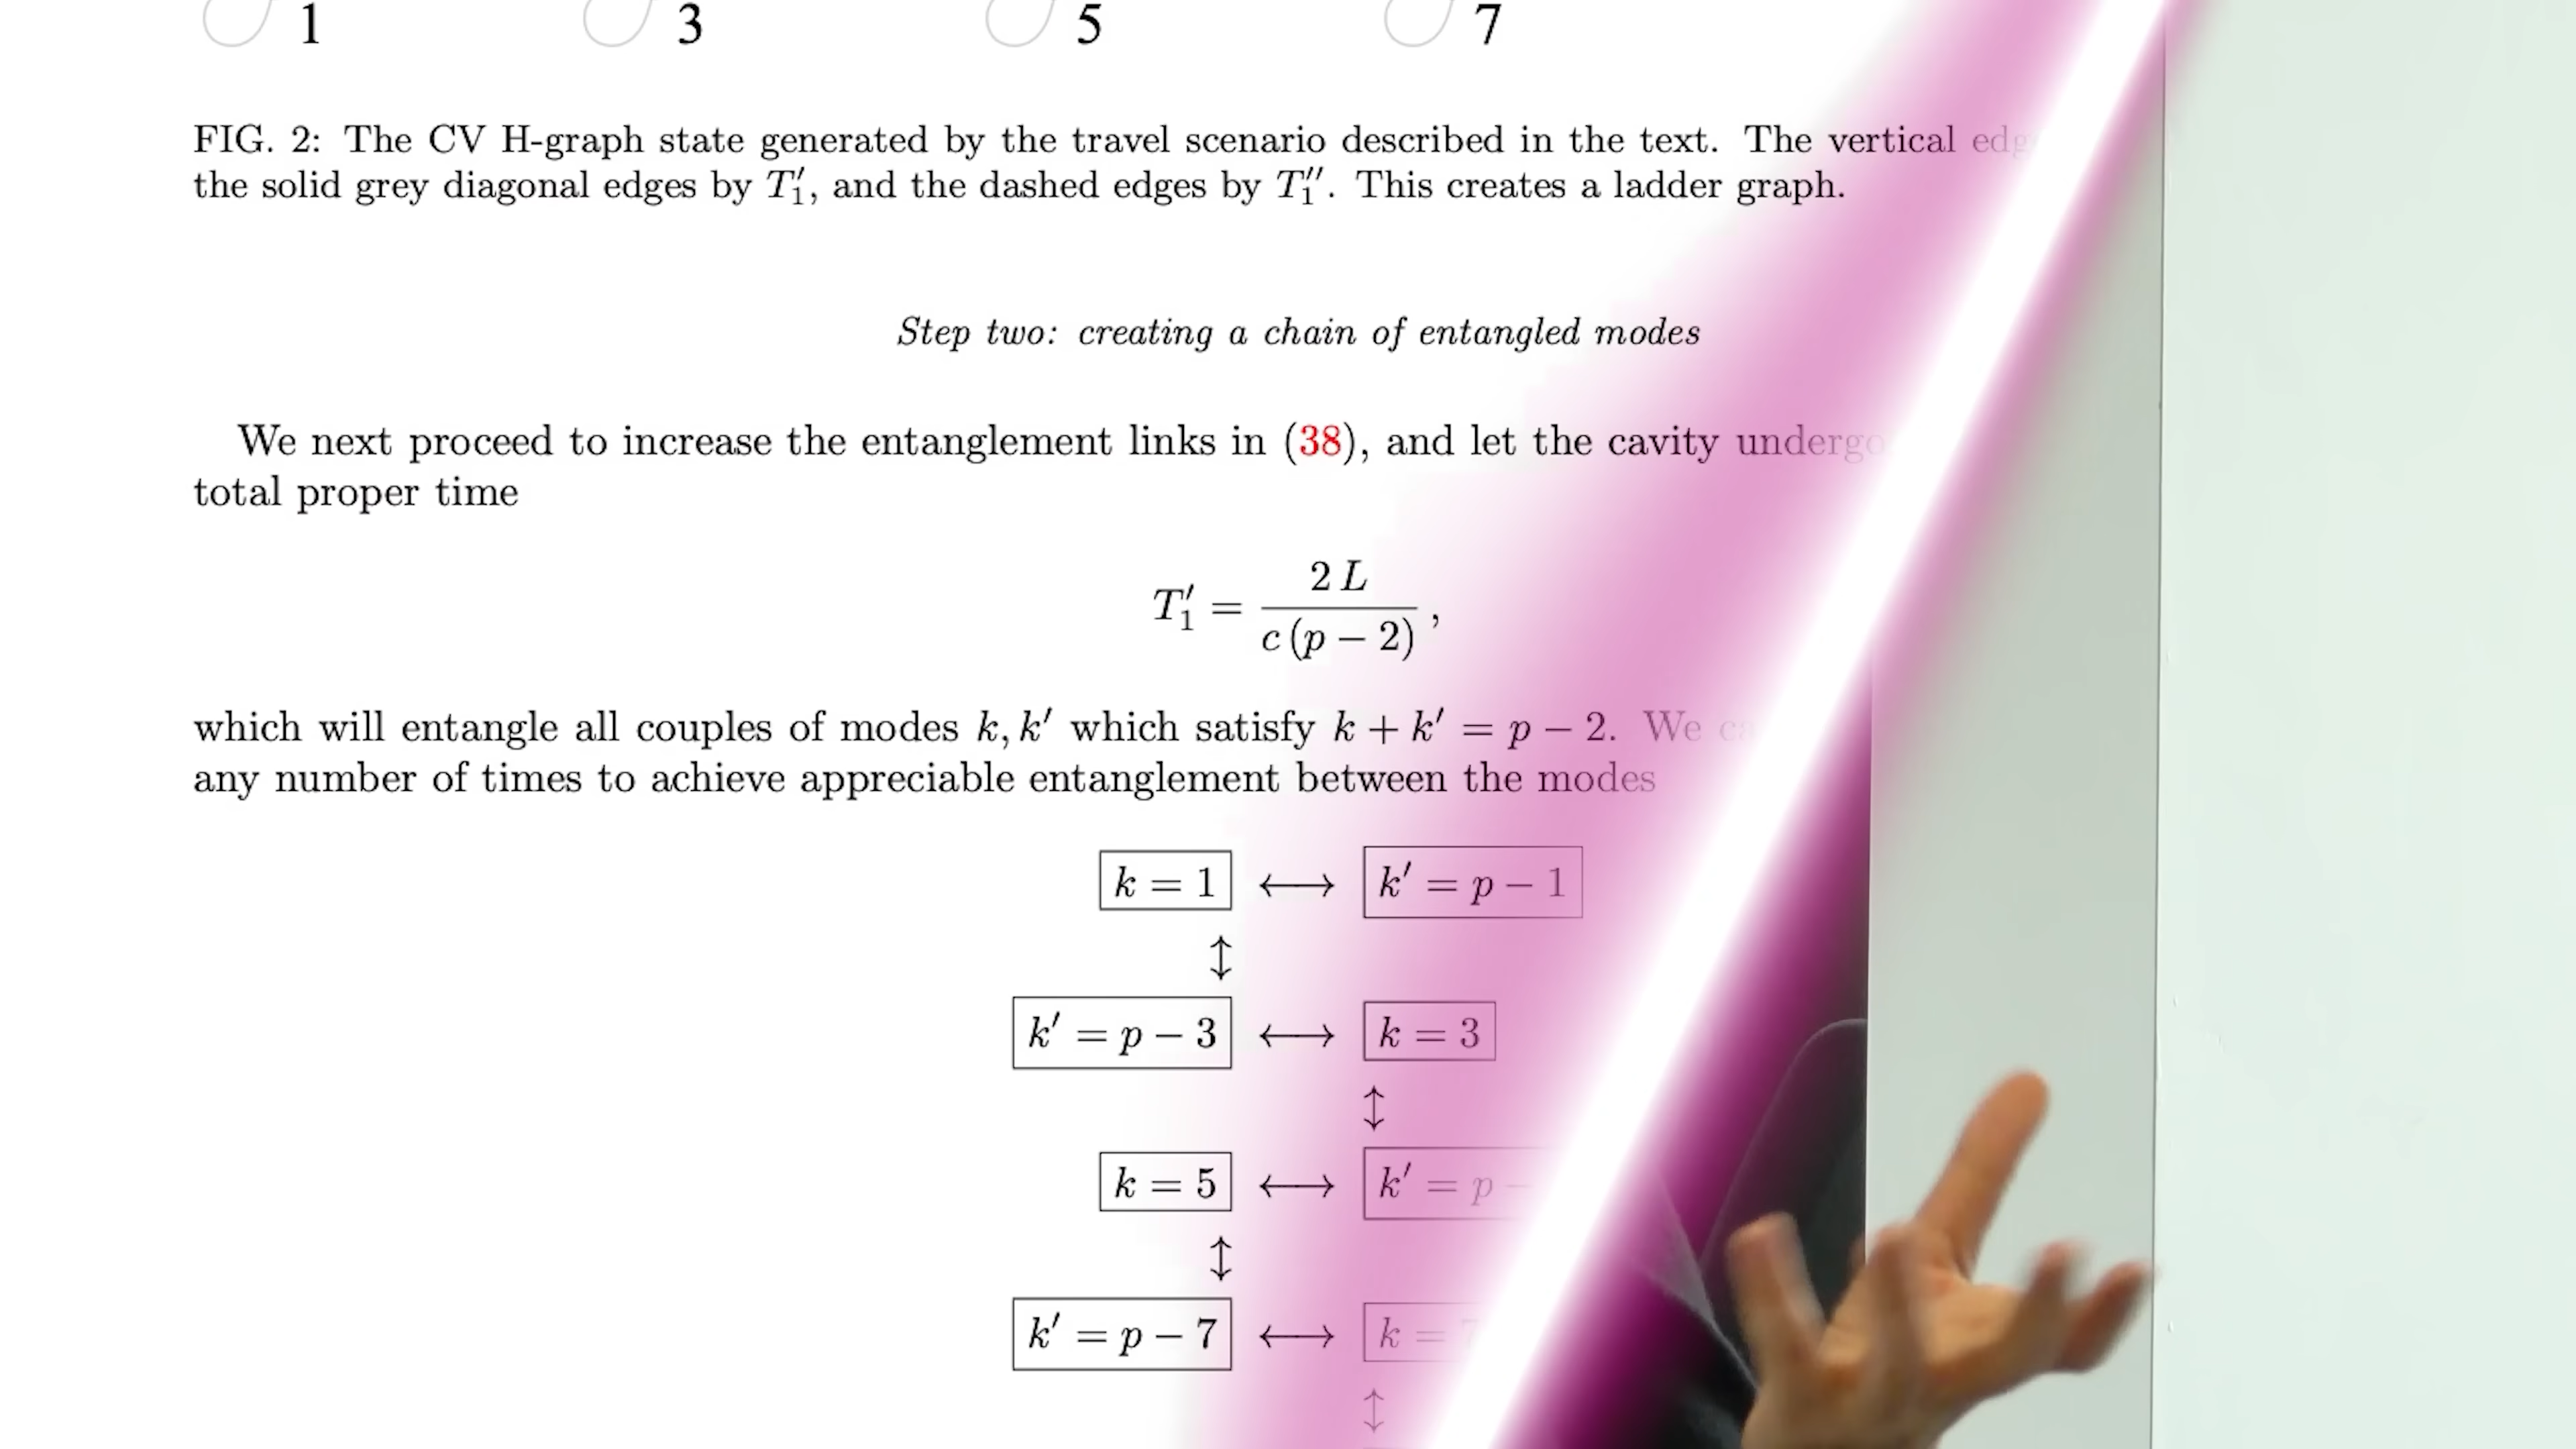 1 3 5 7
FIG. 2: The CV H-graph state generated by the travel scenario described in the text. The vertical
the solid grey diagonal edges by T₁′, and the dashed edges by T₁″. This creates a ladder graph.
Step two: creating a chain of entangled modes
We next proceed to increase the entanglement links in (38), and let the cavity
total proper time
T₁′ = 2 L / c (p − 2) ,
which will entangle all couples of modes k, k′ which satisfy k + k′ = p − 2. We
any number of times to achieve appreciable entanglement between the modes
k = 1 ⟷ k′ = p − 1
↕
k′ = p − 3 ⟷ k = 3
↕
k = 5 ⟷ k′ = p −
↕
k′ = p − 7 ⟷ k = 7
↕